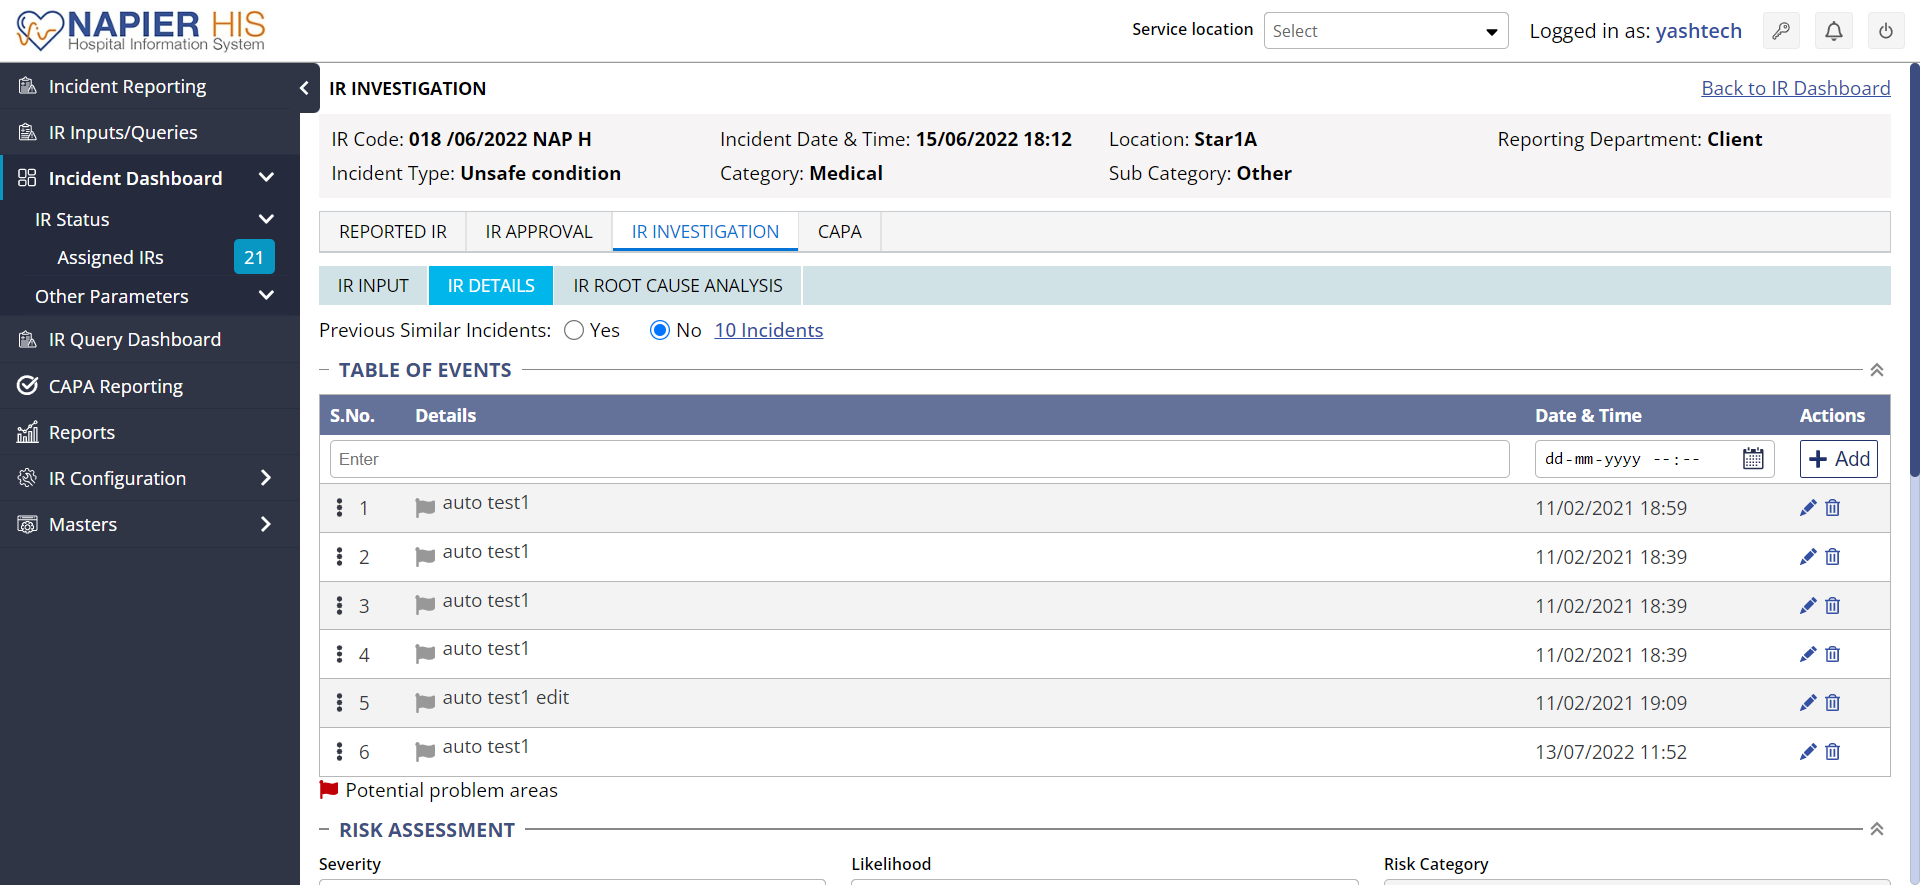 NAPIER HIS
Hospital Information System
Service location Select Logged in as: yashtech
Incident Reporting
IR Inputs/Queries
Incident Dashboard
IR Status
Assigned IRs 21
Other Parameters
IR Query Dashboard
CAPA Reporting
Reports
IR Configuration
Masters
IR INVESTIGATION Back to IR Dashboard
IR Code: 018 /06/2022 NAP H Incident Date & Time: 15/06/2022 18:12 Location: Star1A Reporting Department: Client
Incident Type: Unsafe condition Category: Medical Sub Category: Other
REPORTED IR IR APPROVAL IR INVESTIGATION CAPA
IR INPUT IR DETAILS IR ROOT CAUSE ANALYSIS
Previous Similar Incidents: Yes No 10 Incidents
TABLE OF EVENTS
S.No. Details Date & Time Actions
Enter dd-mm-yyyy --:-- Add
1 auto test1 11/02/2021 18:59
2 auto test1 11/02/2021 18:39
3 auto test1 11/02/2021 18:39
4 auto test1 11/02/2021 18:39
5 auto test1 edit 11/02/2021 19:09
6 auto test1 13/07/2022 11:52
Potential problem areas
RISK ASSESSMENT
Severity Likelihood Risk Category